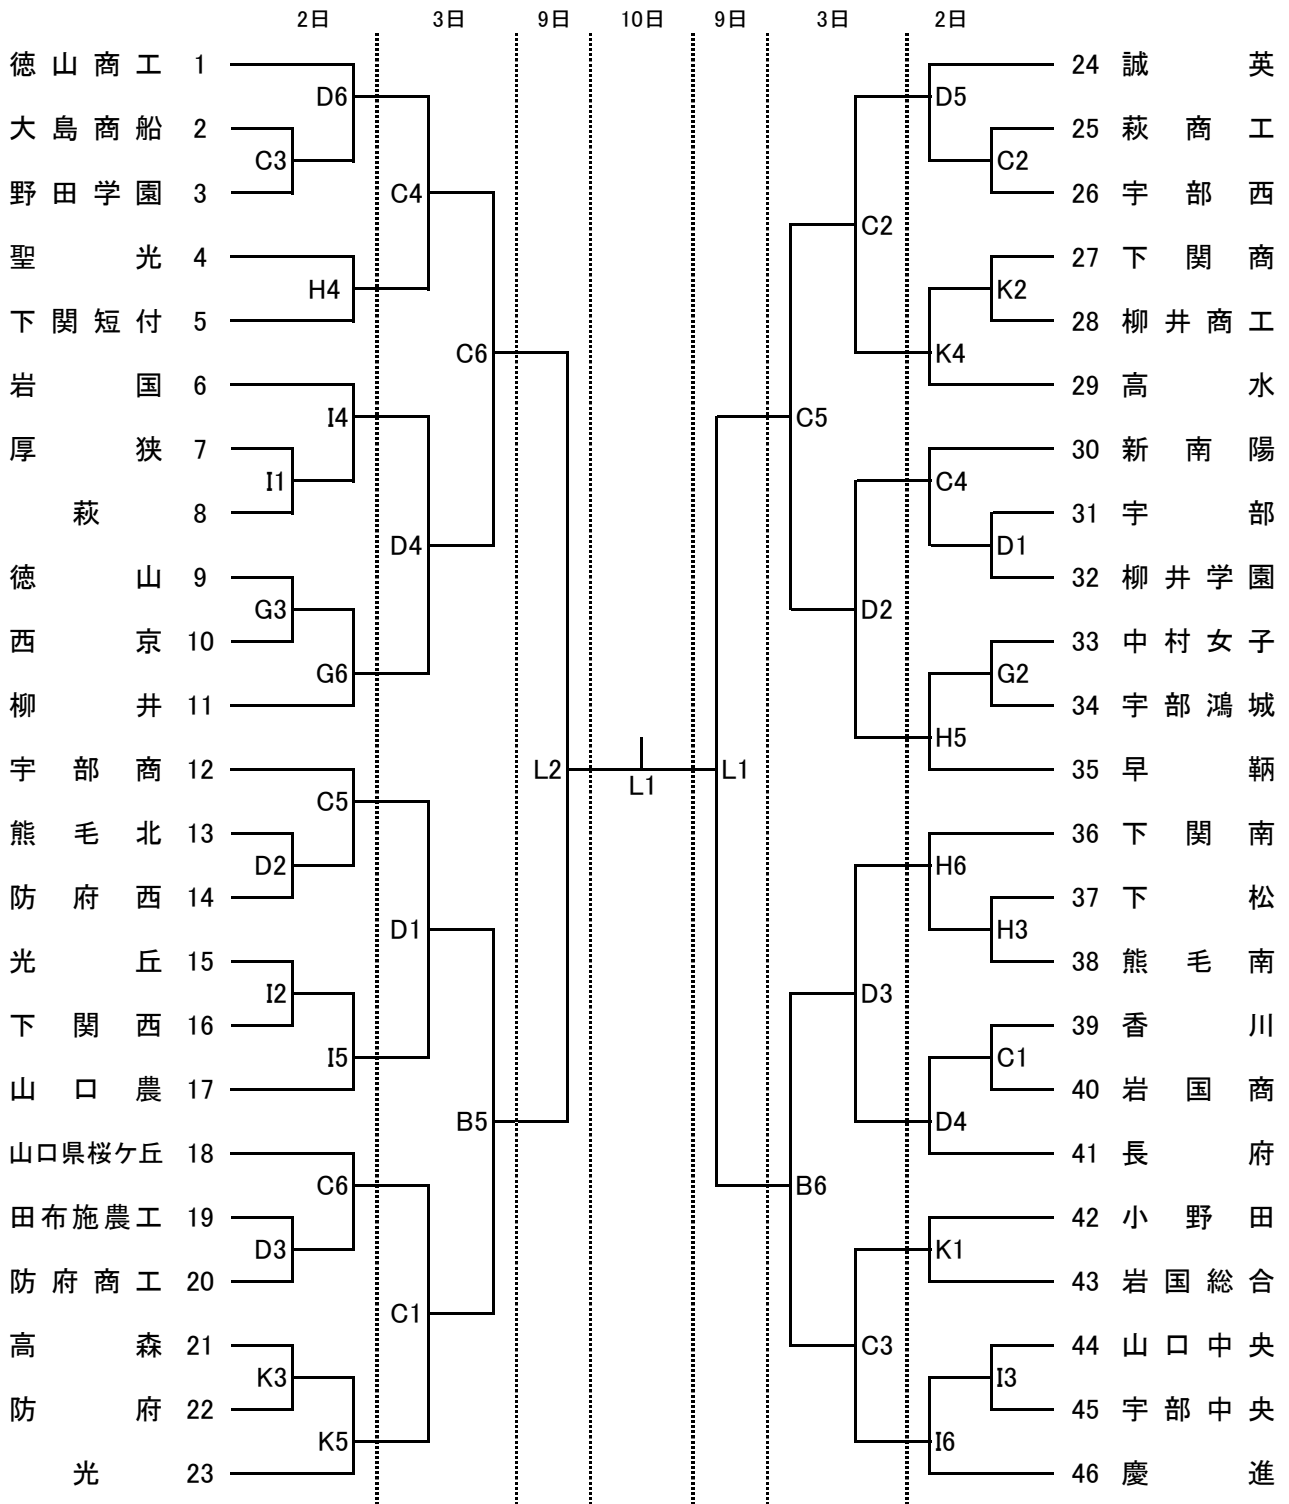 2日 3日 9日 10日 9日 3日 2日
徳山商工 1 24 誠英
D6 D5
大島商船 2 25 萩商工
C3 C2
野田学園 3 C4 26 宇部西
C2
聖光 4 27 下関商
H4 K2
下関短付 5 28 柳井商工
C6 K4
岩国 6 29 高水
I4 C5
厚狭 7 30 新南陽
I1 C4
萩 8 31 宇部
D4 D1
徳山 9 32 柳井学園
G3 D2
西京 10 33 中村女子
G6 G2
柳井 11 34 宇部鴻城
H5
宇部商 12 L2 L1 L1 35 早鞆
C5
熊毛北 13 36 下関南
D2 H6
防府西 14 37 下松
D1 H3
光丘 15 38 熊毛南
I2 D3
下関西 16 39 香川
I5 C1
山口農 17 40 岩国商
B5 D4
山口県桜ケ丘 18 41 長府
C6 B6
田布施農工 19 42 小野田
D3 K1
防府商工 20 43 岩国総合
C1
高森 21 44 山口中央
K3 C3 I3
防府 22 45 宇部中央
K5 I6
光 23 46 慶進